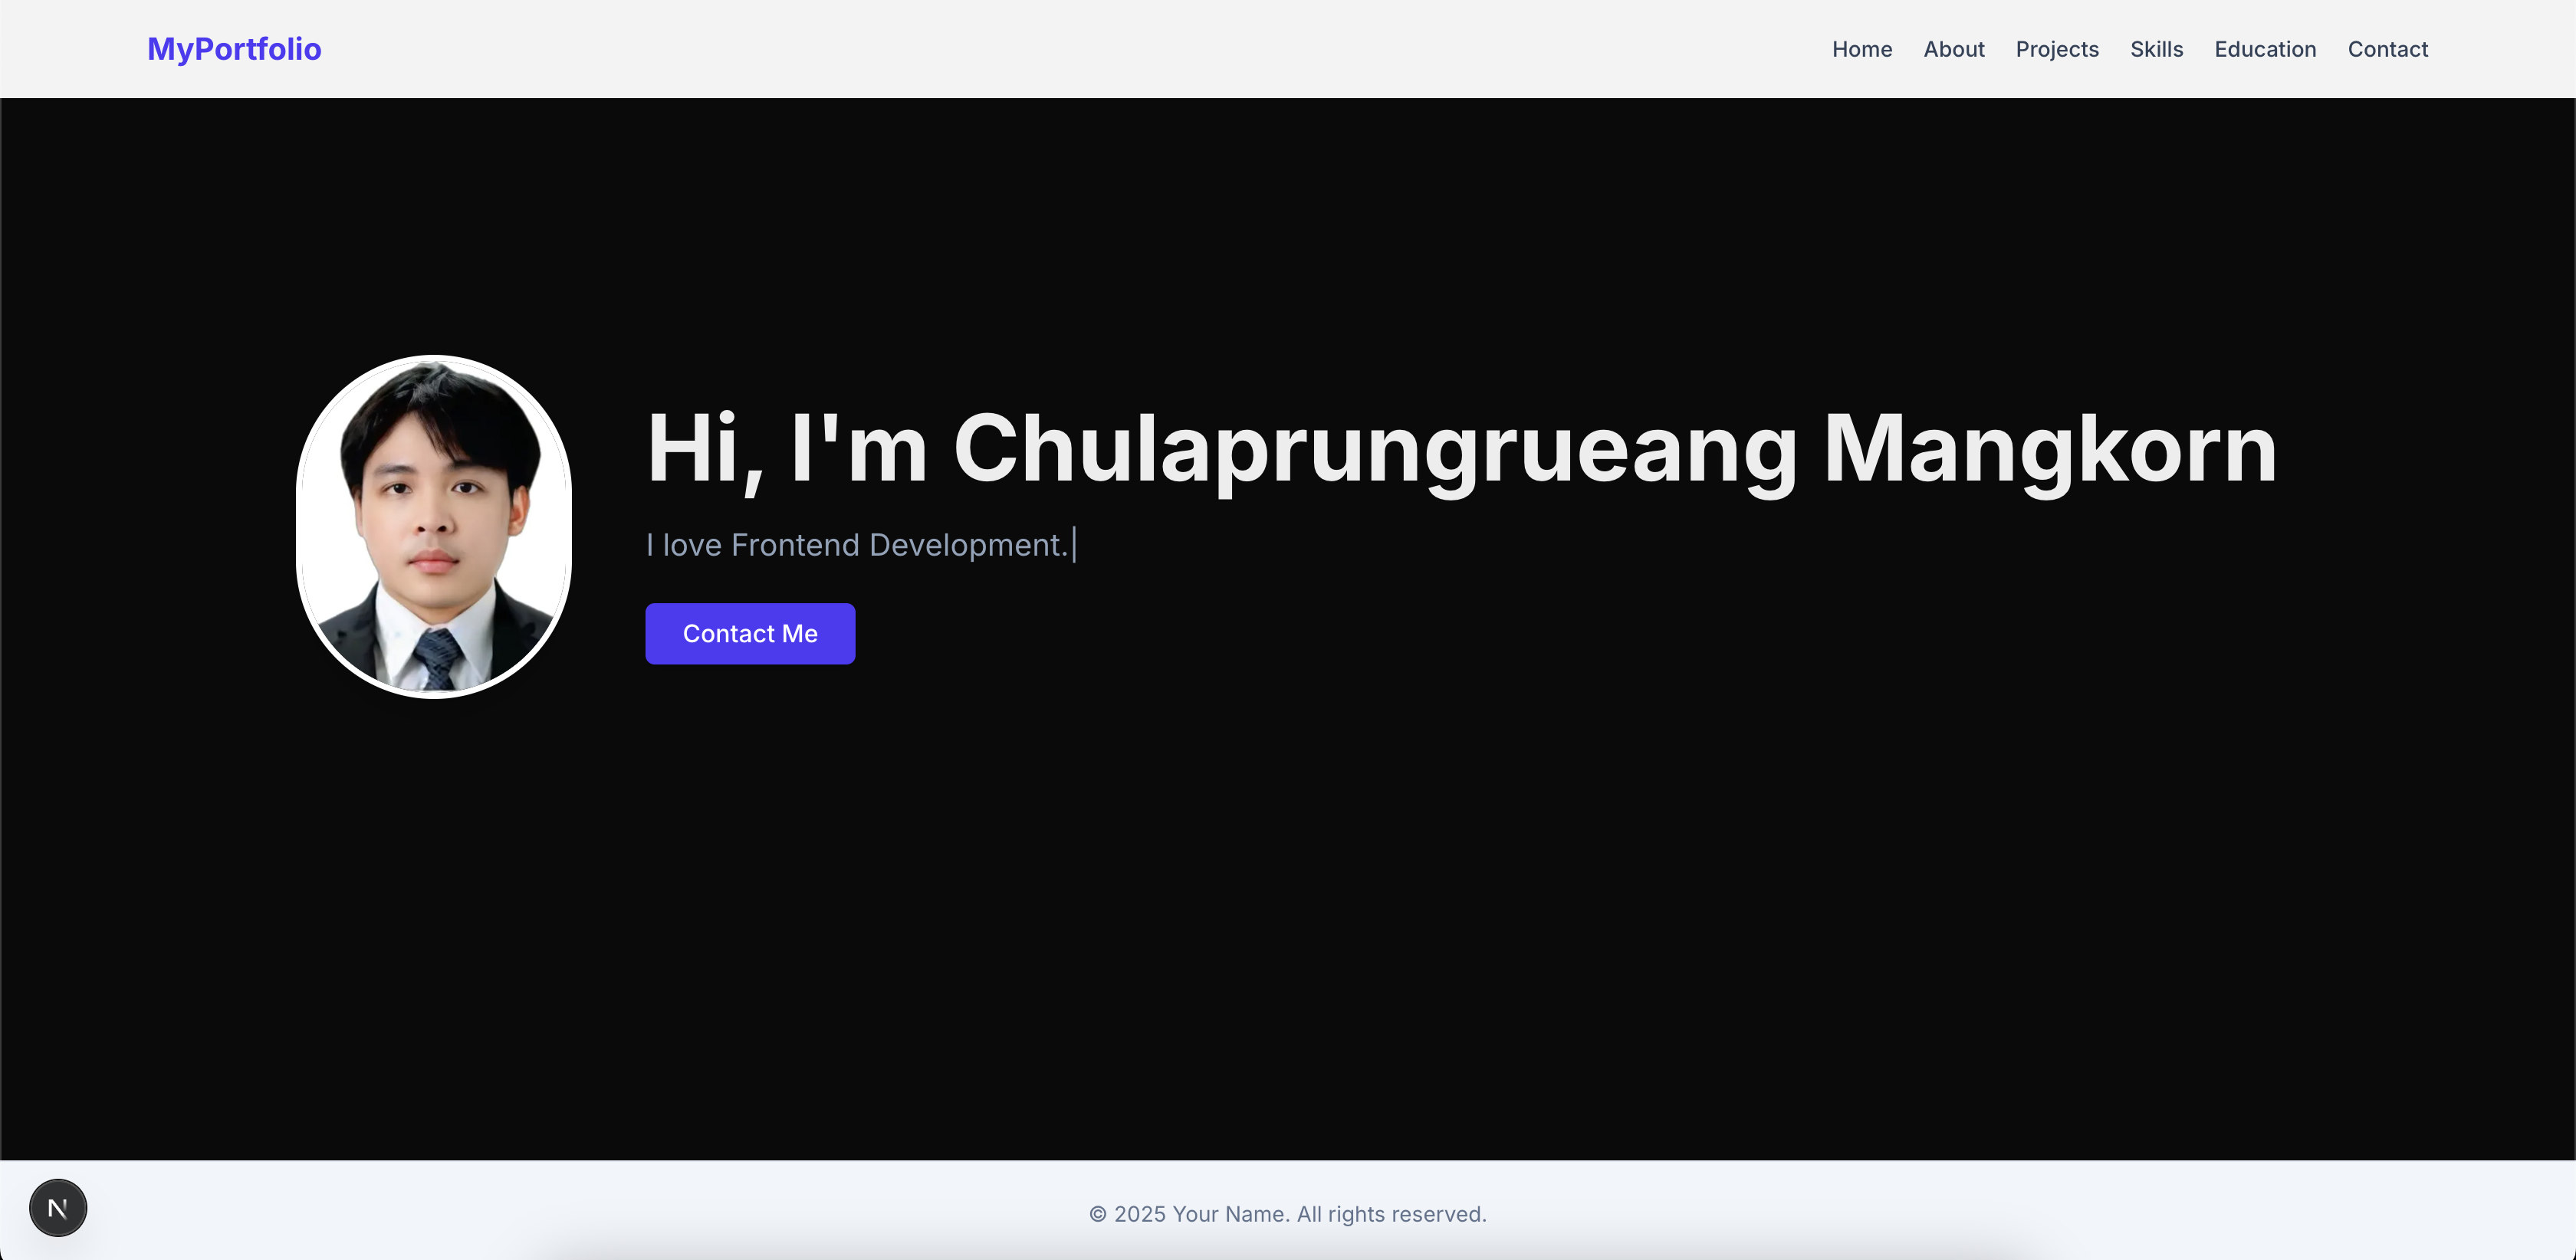 MyPortfolio
Home About Projects Skills Education Contact
Hi, I'm Chulaprungrueang Mangkorn
I love Frontend Development.|
Contact Me
N
© 2025 Your Name. All rights reserved.